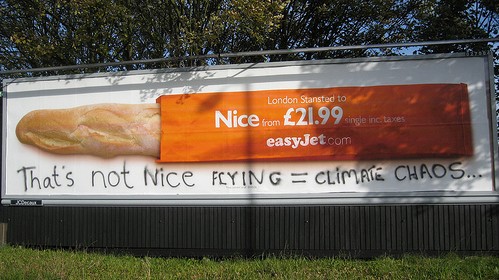 London Stansted to
Nice from £21.99 single inc. taxes
easyJet.com
That's not Nice FLYING = CLIMATE CHAOS...
JCDecaux